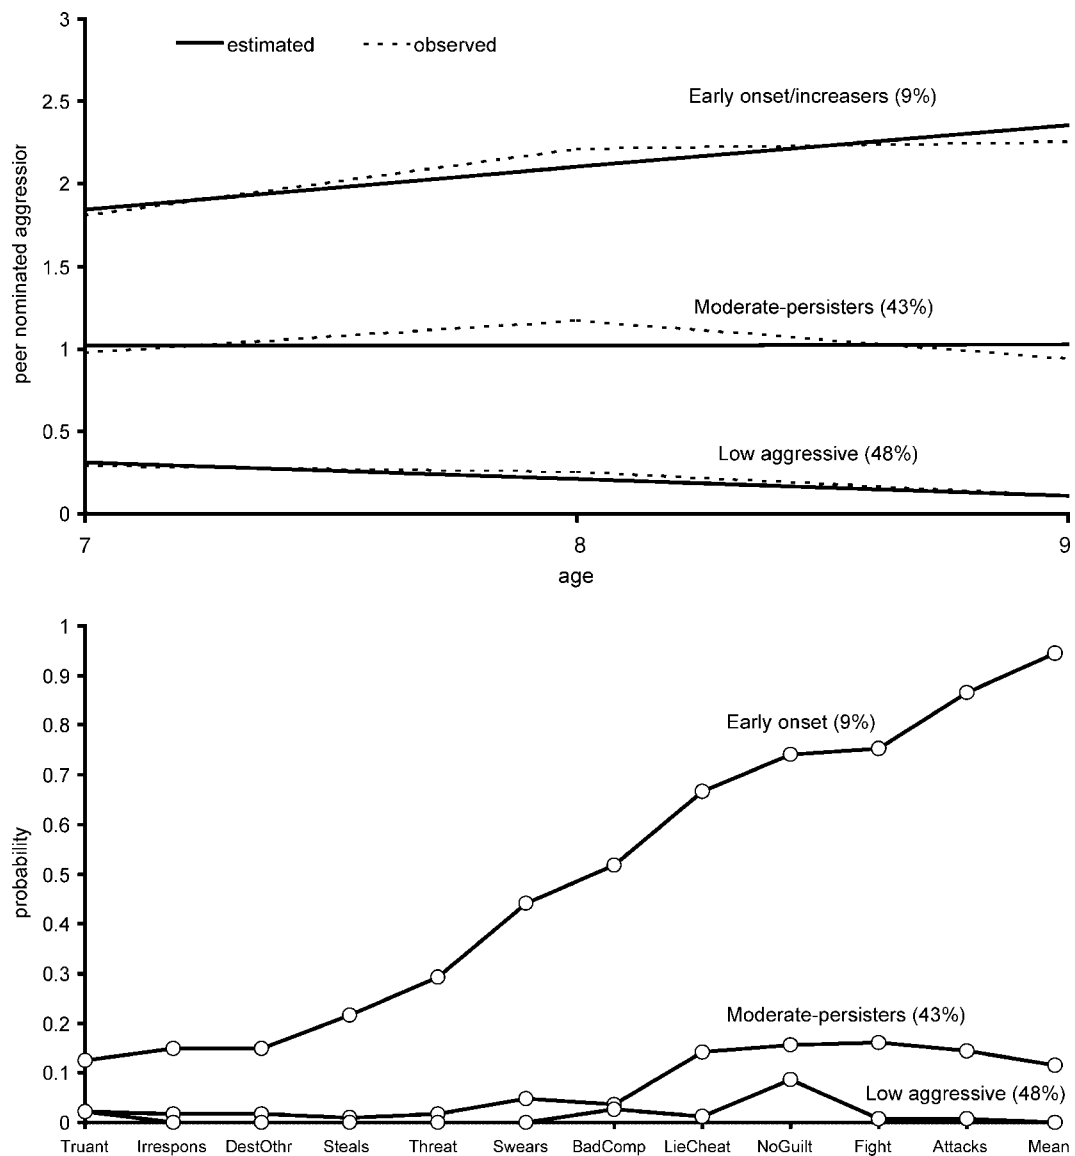 3
estimated observed
2.5
Early onset/increasers (9%)
2
1.5
Moderate-persisters (43%)
1
0.5
Low aggressive (48%)
0
peer nominated aggressior
7 8 9
age
1
0.9
0.8
Early onset (9%)
0.7
0.6
0.5
0.4
0.3
0.2
Moderate-persisters (43%)
0.1
Low aggressive (48%)
0
probability
Truant Irrespons DestOthr Steals Threat Swears BadComp LieCheat NoGuilt Fight Attacks Mean